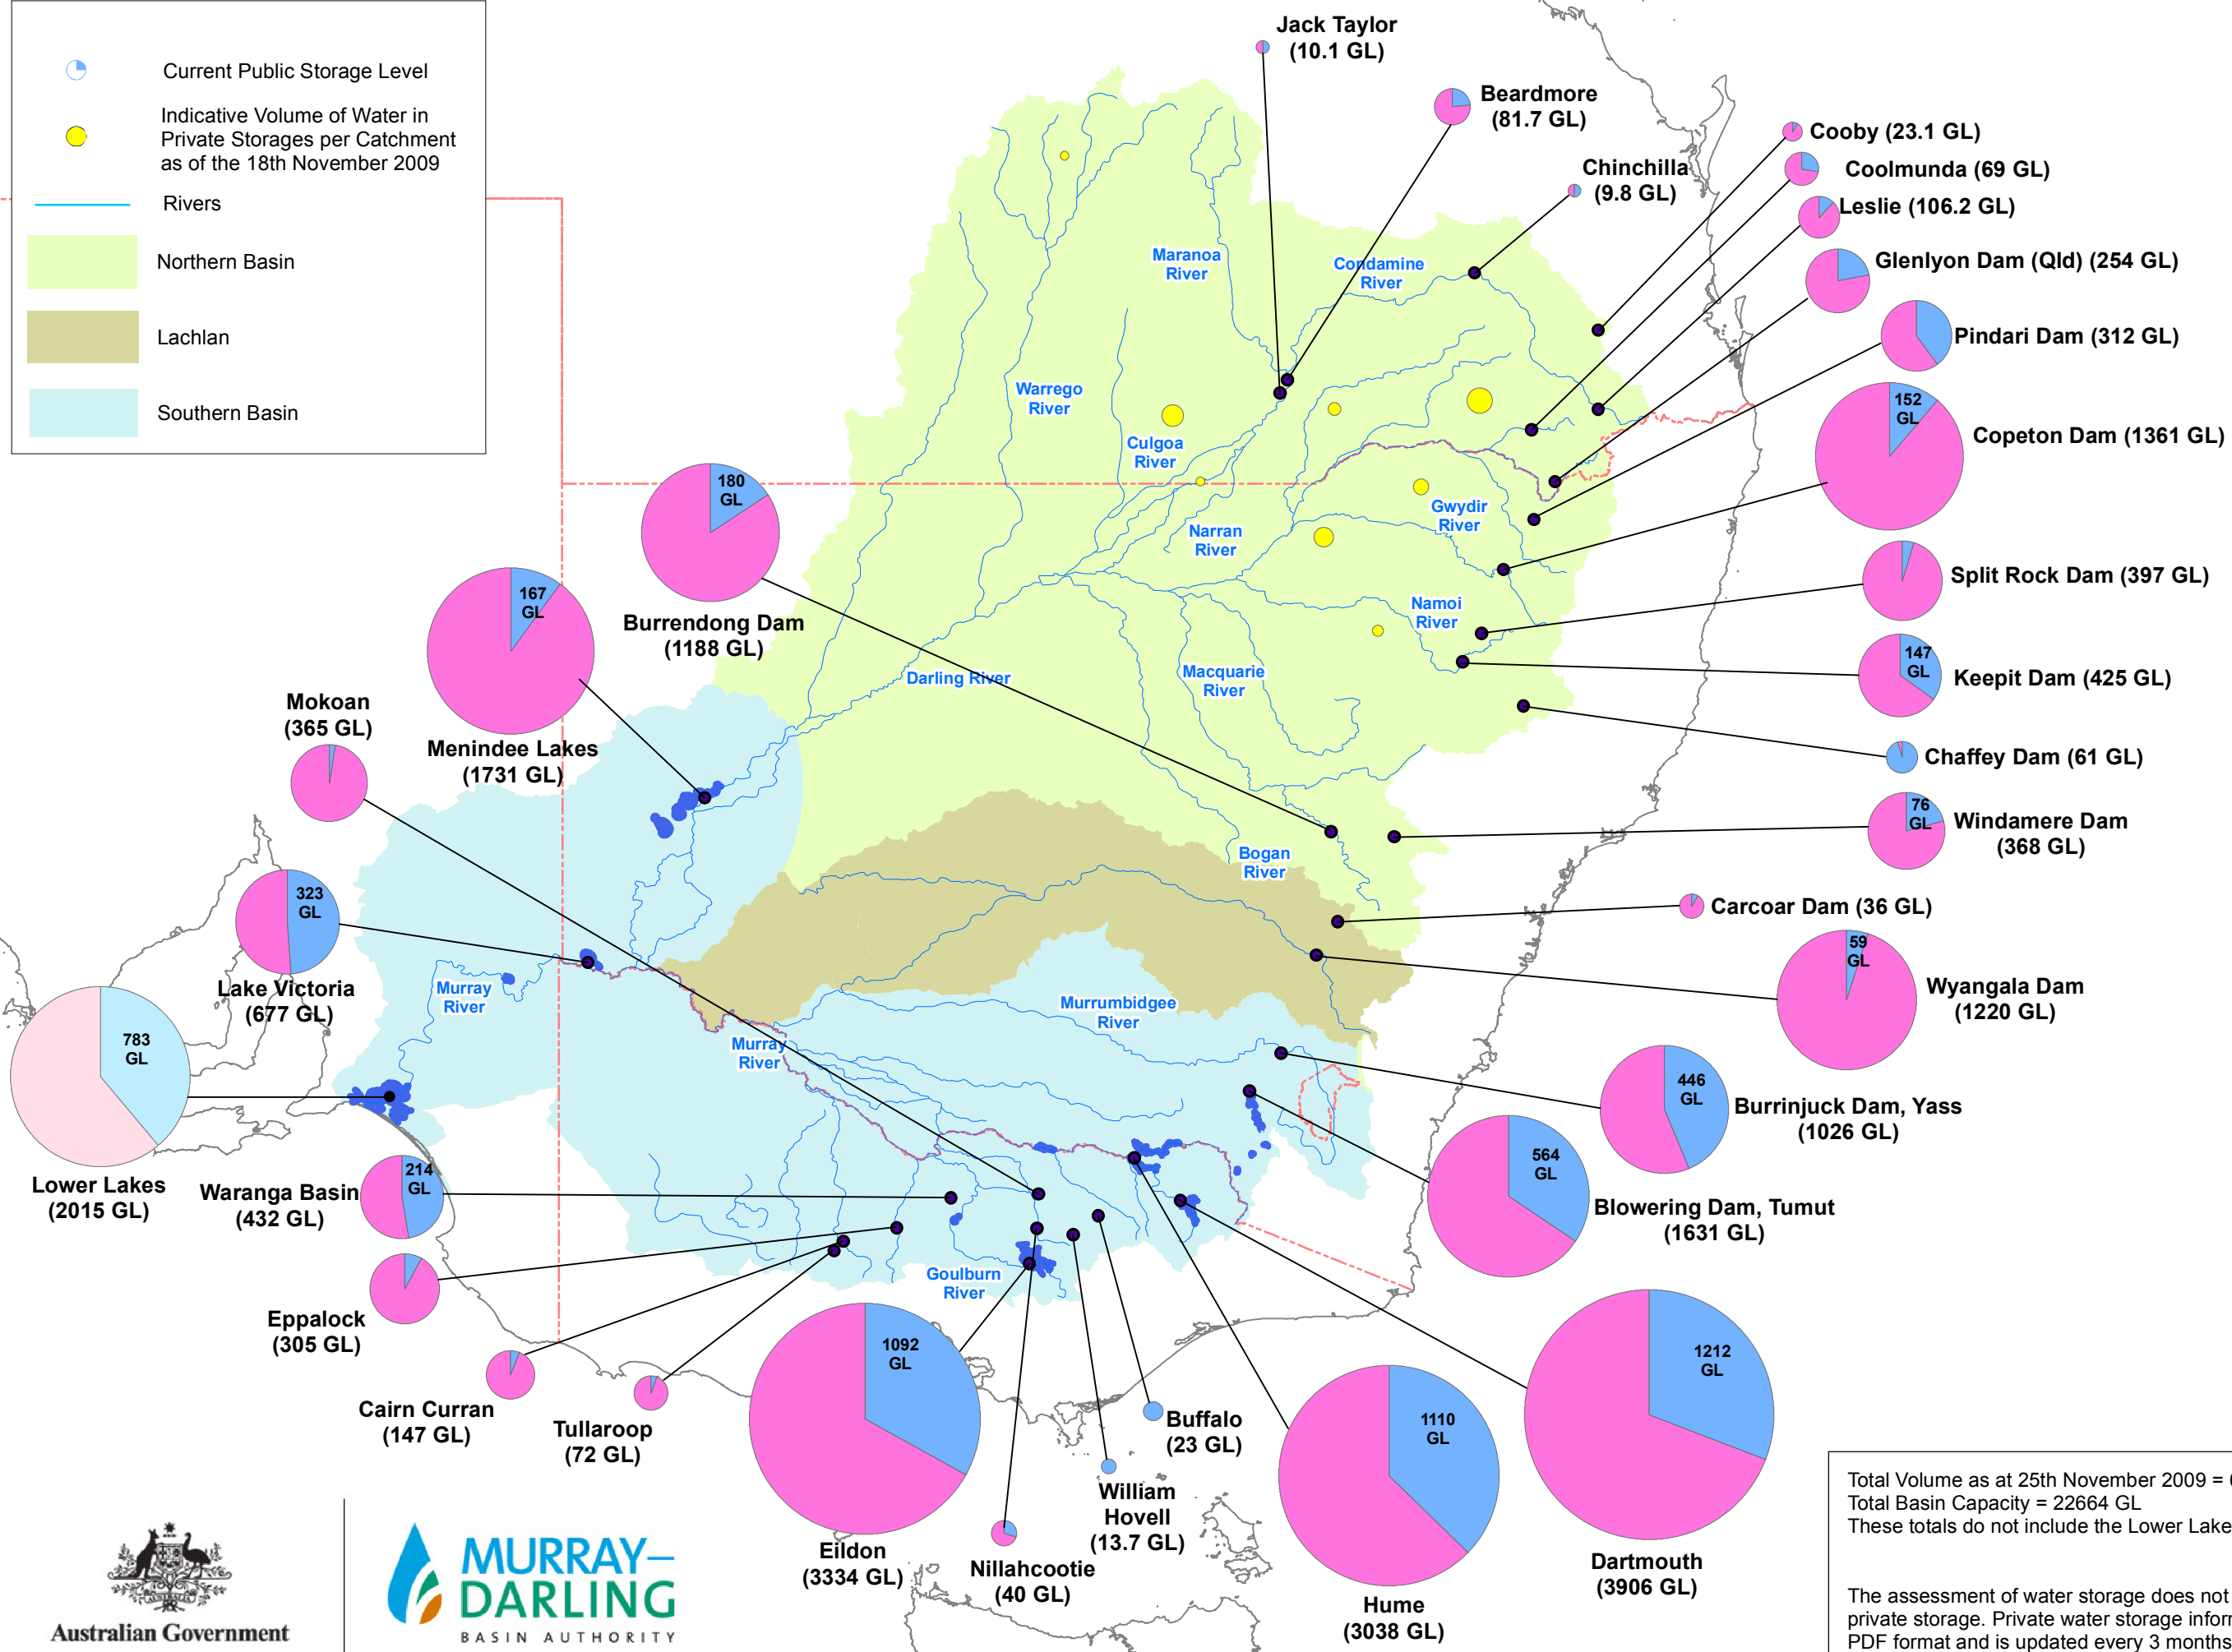 Current Public Storage Level
Indicative Volume of Water in
Private Storages per Catchment
as of the 18th November 2009
Rivers
Northern Basin
Lachlan
Southern Basin
Jack Taylor
(10.1 GL)
Beardmore
(81.7 GL)
Chinchilla
(9.8 GL)
Cooby (23.1 GL)
Coolmunda (69 GL)
Leslie (106.2 GL)
Glenlyon Dam (Qld) (254 GL)
Pindari Dam (312 GL)
152
GL
Copeton Dam (1361 GL)
Split Rock Dam (397 GL)
147
GL
Keepit Dam (425 GL)
Chaffey Dam (61 GL)
76
GL
Windamere Dam
(368 GL)
Carcoar Dam (36 GL)
59
GL
Wyangala Dam
(1220 GL)
446
GL
Burrinjuck Dam, Yass
(1026 GL)
564
GL
Blowering Dam, Tumut
(1631 GL)
1212
GL
Dartmouth
(3906 GL)
1110
GL
Hume
(3038 GL)
Buffalo
(23 GL)
William
Hovell
(13.7 GL)
Nillahcootie
(40 GL)
1092
GL
Eildon
(3334 GL)
Tullaroop
(72 GL)
Cairn Curran
(147 GL)
Eppalock
(305 GL)
214
GL
Waranga Basin
(432 GL)
783
GL
Lower Lakes
(2015 GL)
323
GL
Lake Victoria
(677 GL)
Mokoan
(365 GL)
167
GL
Menindee Lakes
(1731 GL)
180
GL
Burrendong Dam
(1188 GL)
Maranoa
River
Condamine
River
Warrego
River
Culgoa
River
Narran
River
Gwydir
River
Namoi
River
Macquarie
River
Darling River
Bogan
River
Murray
River
Murrumbidgee
River
Murray
River
Goulburn
River
Australian Government
MURRAY–
DARLING
BASIN AUTHORITY
Total Volume as at 25th November 2009 =
Total Basin Capacity = 22664 GL
These totals do not include the Lower Lake
The assessment of water storage does not
private storage. Private water storage infor
PDF format and is updated every 3 months